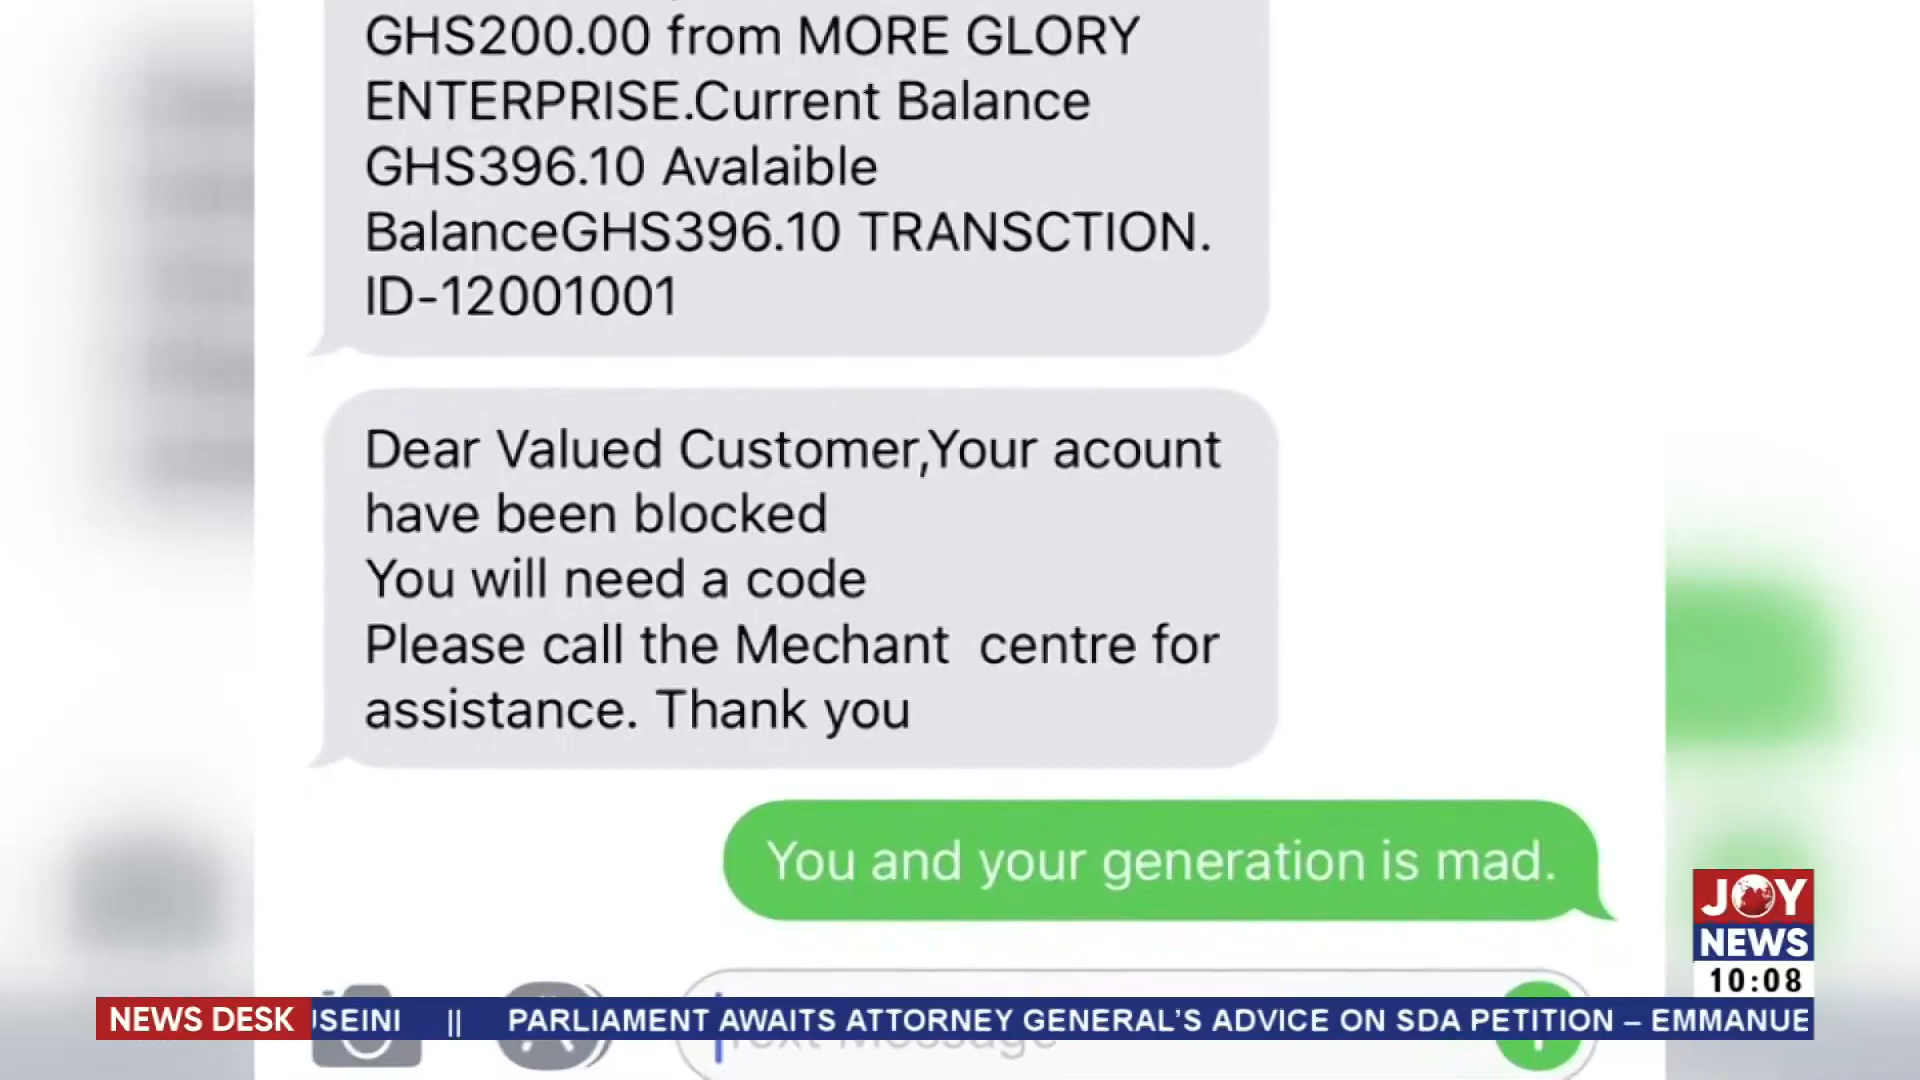 GHS200.00 from MORE GLORY
ENTERPRISE.Current Balance
GHS396.10 Avalaible
BalanceGHS396.10 TRANSCTION.
ID-12001001
Dear Valued Customer,Your acount
have been blocked
You will need a code
Please call the Mechant  centre for
assistance. Thank you
You and your generation is mad.
JOY
NEWS
10:08
Text Message
NEWS DESK
USEINI || PARLIAMENT AWAITS ATTORNEY GENERAL'S ADVICE ON SDA PETITION – EMMANUE